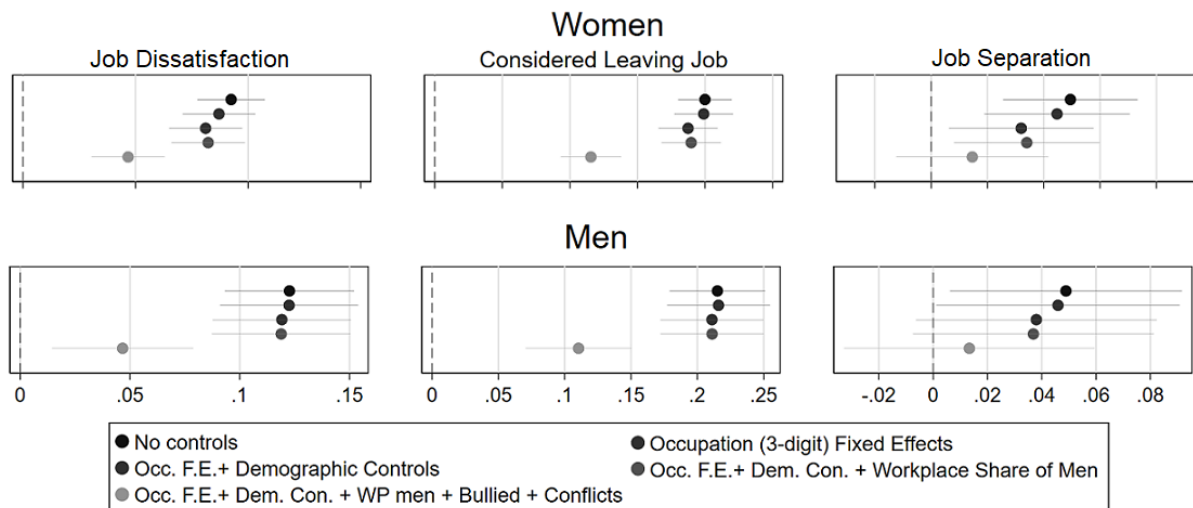 Women
Job Dissatisfaction
Considered Leaving Job
Job Separation
Men
0 .05 .1 .15
0 .1 .15 .2 .25
-.02 0 .02 .04 .06 .08
No controls
Occupation (3-digit) Fixed Effects
Occ. F.E.+ Demographic Controls
Occ. F.E.+ Dem. Con. + Workplace Share of Men
Occ. F.E.+ Dem. Con. + WP men + Bullied + Conflicts